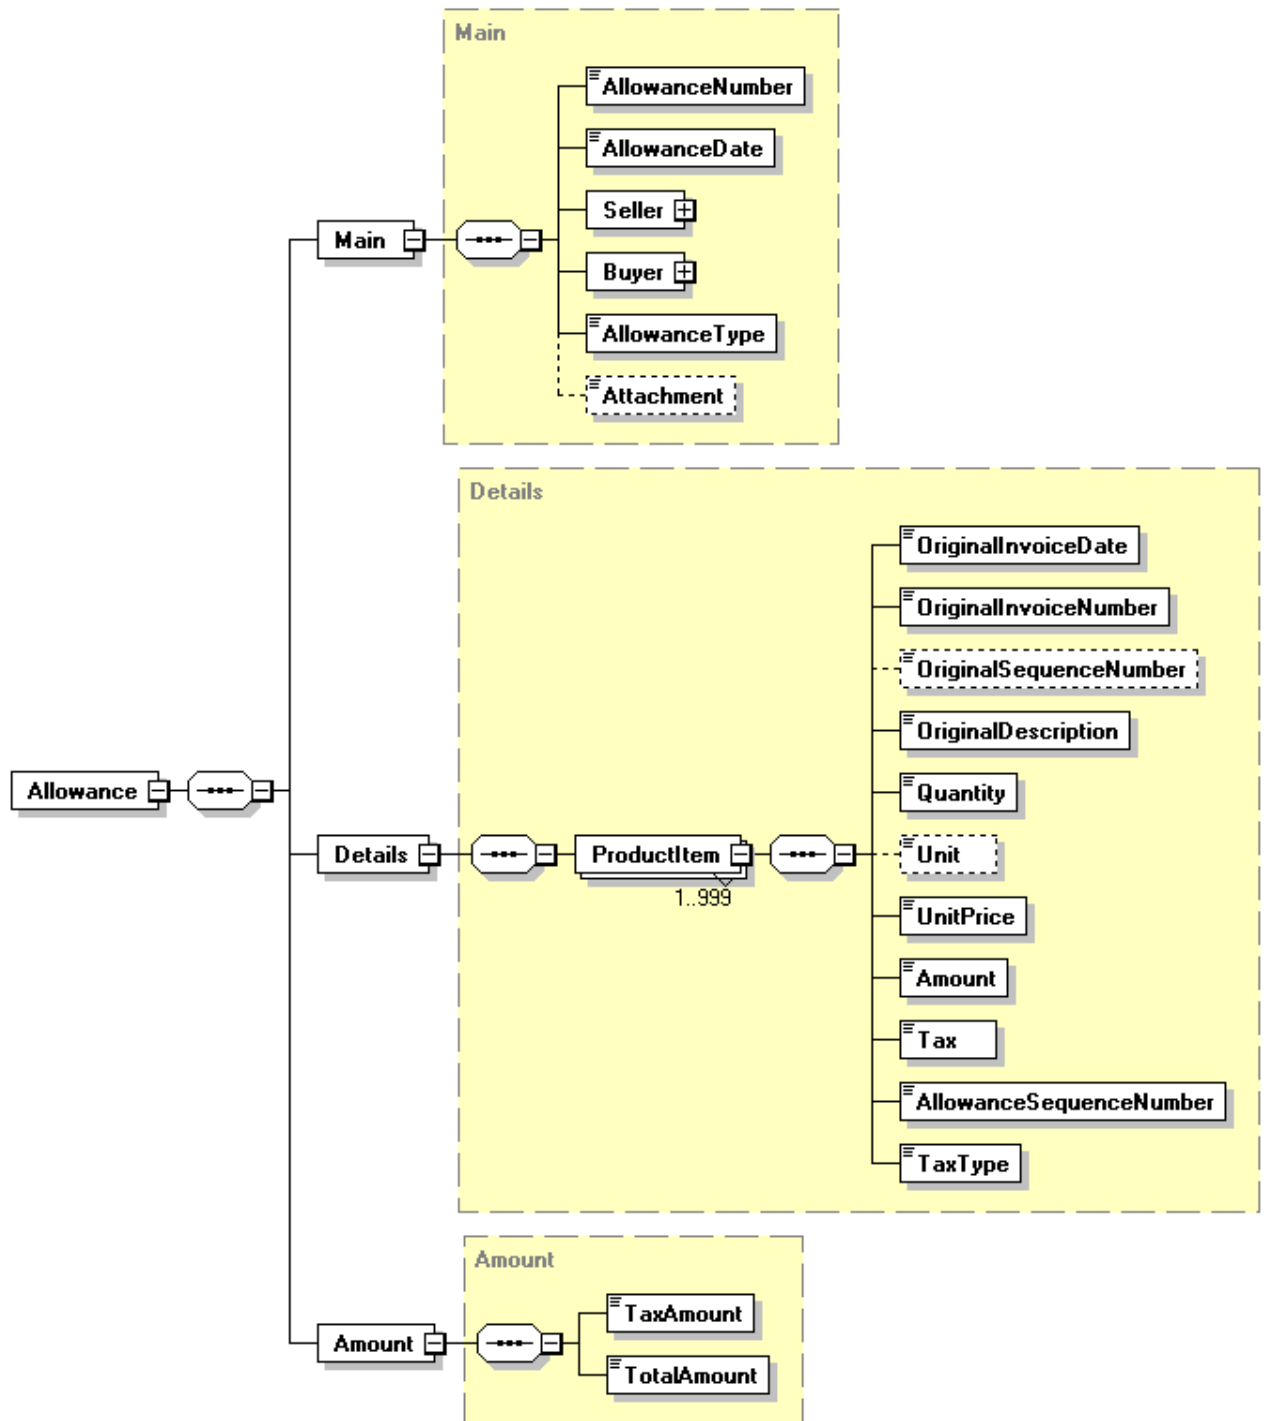 Main
AllowanceNumber
AllowanceDate
Seller
Main
Buyer
AllowanceType
Attachment
Details
OriginalInvoiceDate
OriginalInvoiceNumber
OriginalSequenceNumber
OriginalDescription
Allowance
Quantity
Details
ProductItem
Unit
1..999
UnitPrice
Amount
Tax
AllowanceSequenceNumber
TaxType
Amount
TaxAmount
Amount
TotalAmount